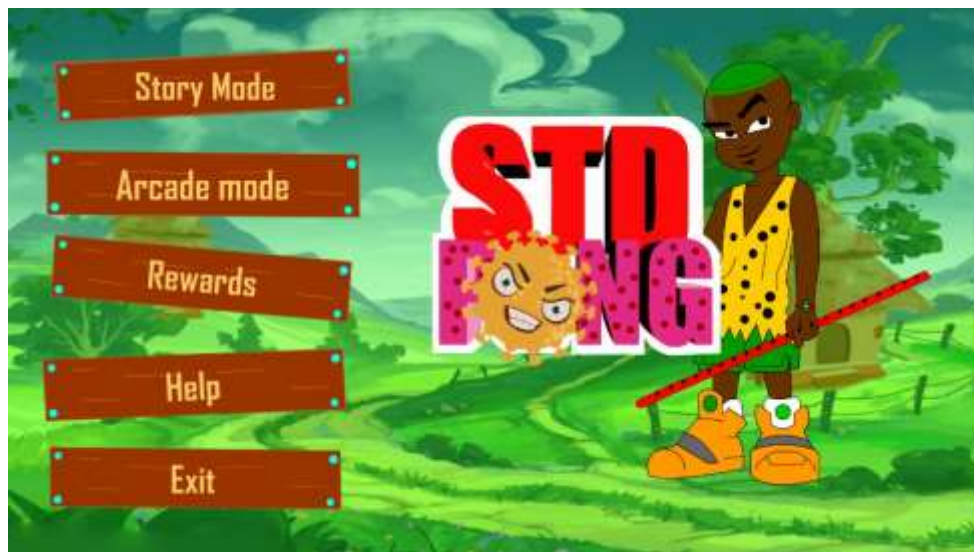 Story Mode
Arcade mode
Rewards
Help
Exit
STD
PONG